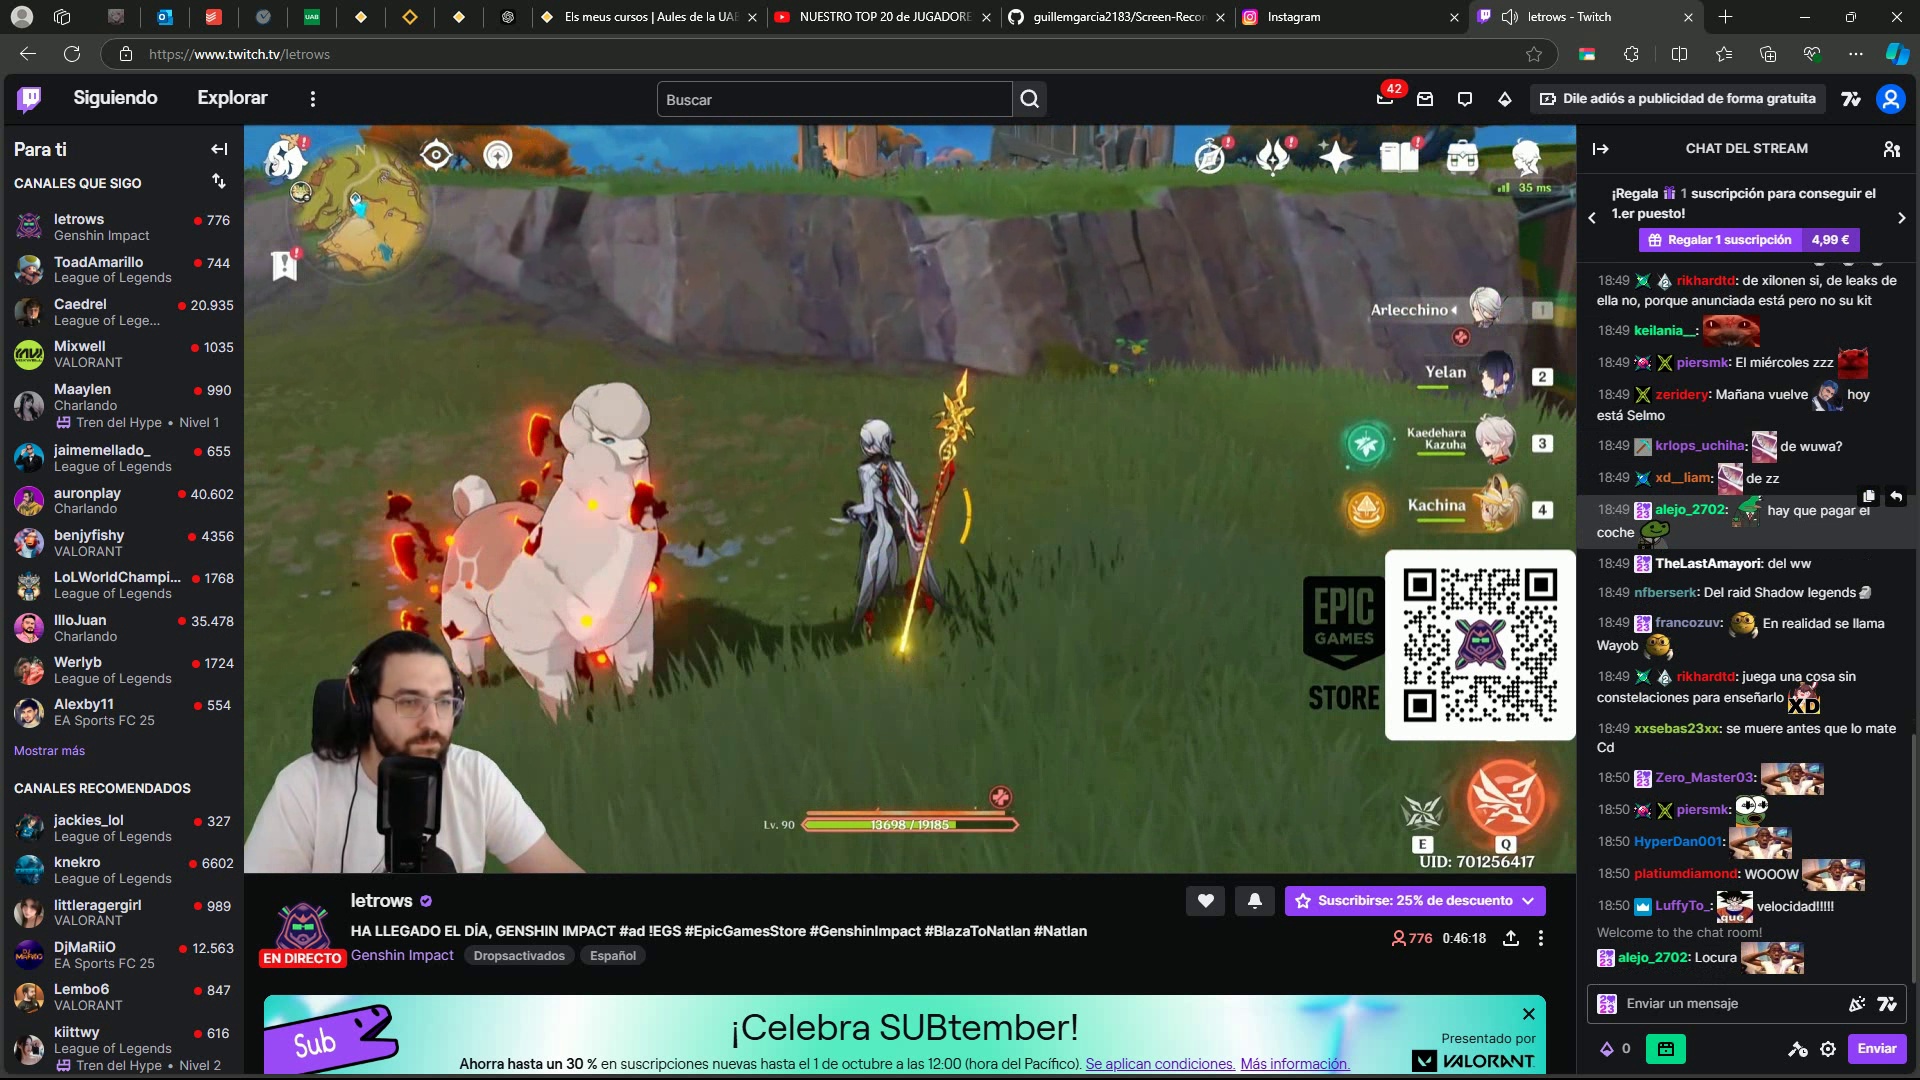 UAB
Els meus cursos | Aules de la UAB
NUESTRO TOP 20 de JUGADORE
guillemgarcia2183/Screen-Recor
Instagram
letrows - Twitch
https://www.twitch.tv/letrows
Siguiendo
Explorar
Buscar
42
Dile adiós a publicidad de forma gratuita
Para ti
CANALES QUE SIGO
letrows
776
Genshin Impact
ToadAmarillo
744
League of Legends
Caedrel
20.935
League of Lege...
Mixwell
1035
VALORANT
Maaylen
990
Charlando
Tren del Hype • Nivel 1
jaimemellado_
655
League of Legends
auronplay
40.602
Charlando
benjyfishy
4356
VALORANT
LoLWorldChampi...
1768
League of Legends
IlloJuan
35.478
Charlando
Werlyb
1724
League of Legends
Alexby11
554
EA Sports FC 25
Mostrar más
CANALES RECOMENDADOS
jackies_lol
327
League of Legends
knekro
6602
League of Legends
littleragergirl
989
VALORANT
DjMaRiiO
12.563
EA Sports FC 25
Lembo6
847
VALORANT
kiittwy
616
League of Legends
Tren del Hype • Nivel 2
N
35 ms
Arlecchino
1
Yelan
2
Kaedehara
Kazuha
3
Kachina
4
EPIC
GAMES
STORE
Lv. 90
13698 / 19185
E
Q
UID: 701256417
letrows
HA LLEGADO EL DÍA, GENSHIN IMPACT #ad !EGS #EpicGamesStore #GenshinImpact #BlazaToNatlan #Natlan
EN DIRECTO
Genshin Impact
Dropsactivados
Español
Suscribirse: 25% de descuento
776
0:46:18
Sub
¡Celebra SUBtember!
Ahorra hasta un 30 % en suscripciones nuevas hasta el 1 de octubre a las 12:00 (hora del Pacífico). Se aplican condiciones. Más información.
Presentado por
VALORANT
CHAT DEL STREAM
¡Regala 1 suscripción para conseguir el
1.er puesto!
Regalar 1 suscripción
4,99 €
18:49 rikhardtd: de xilonen si, de leaks de
ella no, porque anunciada está pero no su kit
18:49 keilania__:
18:49 piersmk: El miércoles zzz
18:49 zeridery: Mañana vuelve hoy
está Selmo
18:49 krlops_uchiha: de wuwa?
18:49 xd__liam: de zz
18:49 alejo_2702: hay que pagar el
coche
18:49 TheLastAmayori: del ww
18:49 nfberserk: Del raid Shadow legends
18:49 francozuv: En realidad se llama
Wayob
18:49 rikhardtd: juega una cosa sin
constelaciones para enseñarlo XD
18:49 xxsebas23xx: se muere antes que lo mate
Cd
18:50 Zero_Master03:
18:50 piersmk:
18:50 HyperDan001:
18:50 platiumdiamond: WOOOW
18:50 LuffyTo_: que velocidad!!!!!
Welcome to the chat room!
alejo_2702: Locura
Enviar un mensaje
0
Enviar